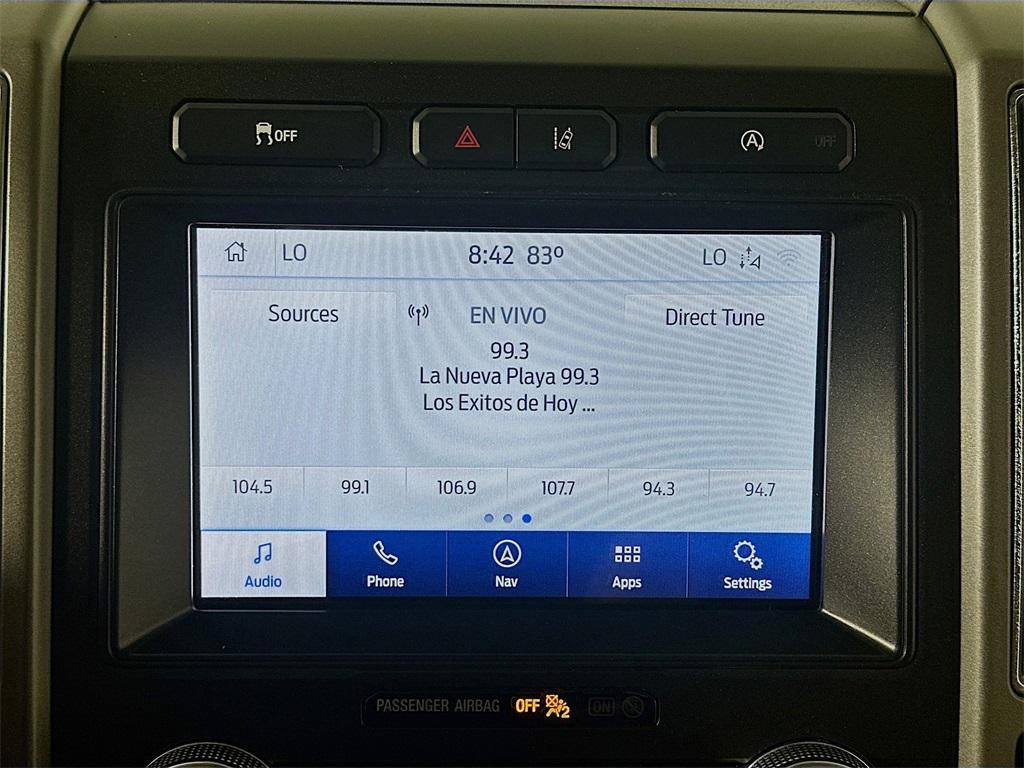 OFF
A OFF
LO 8:42 83º LO
Sources EN VIVO Direct Tune
99.3
La Nueva Playa 99.3
Los Exitos de Hoy ...
104.5 99.1 106.9 107.7 94.3 94.7
Audio Phone Nav Apps Settings
PASSENGER AIRBAG OFF 2 ON